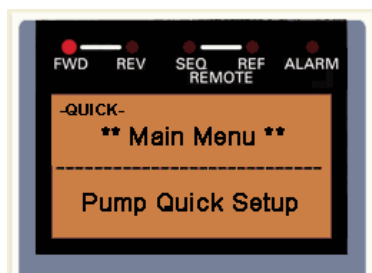 FWD REV SEQ REF ALARM
REMOTE
-QUICK-
** Main Menu **
Pump Quick Setup